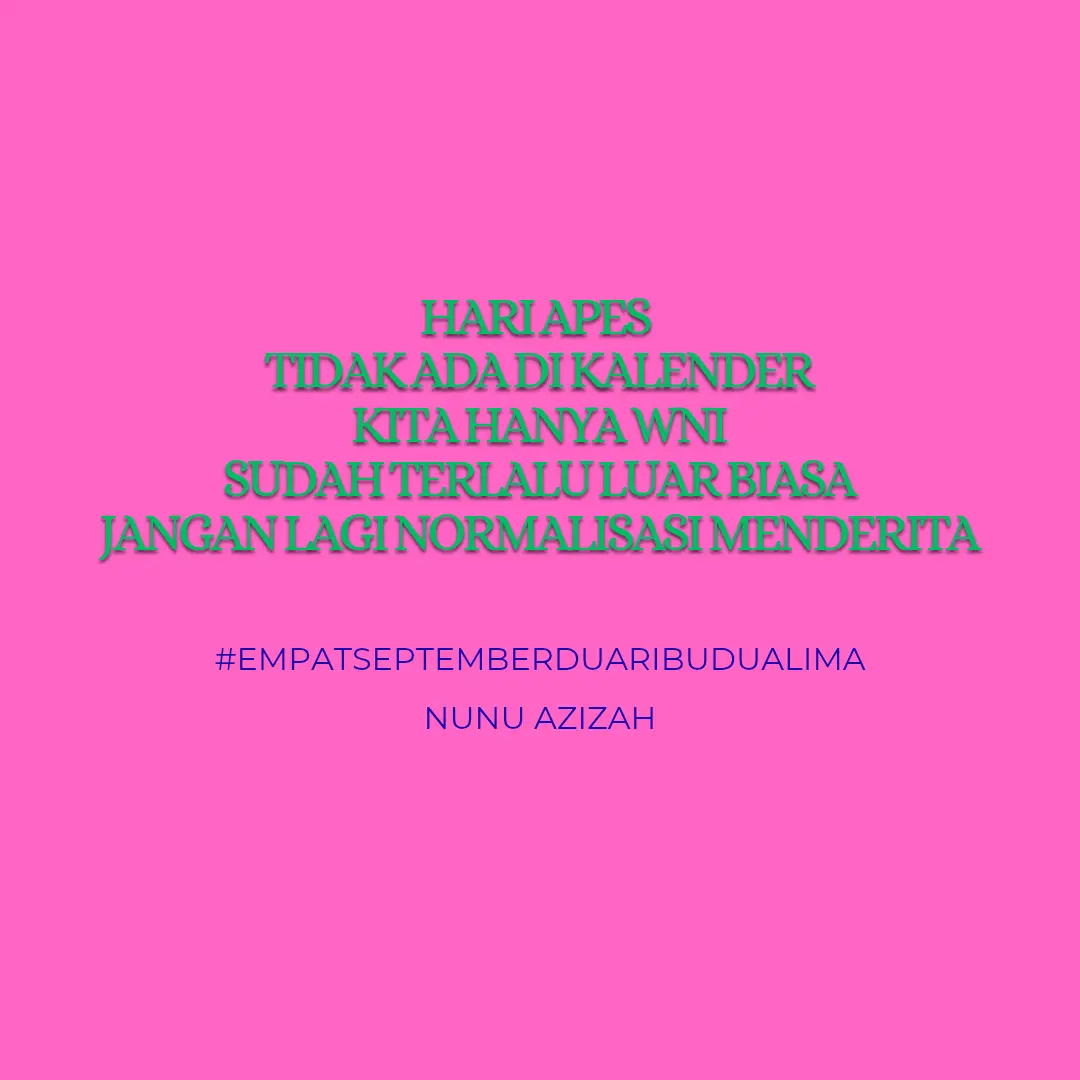 HARI APES
TIDAK ADA DI KALENDER
KITA HANYA WNI
SUDAH TERLALU LUAR BIASA
JANGAN LAGI NORMALISASI MENDERITA
#EMPATSEPTEMBERDUARIBUDUALIMA
NUNU AZIZAH